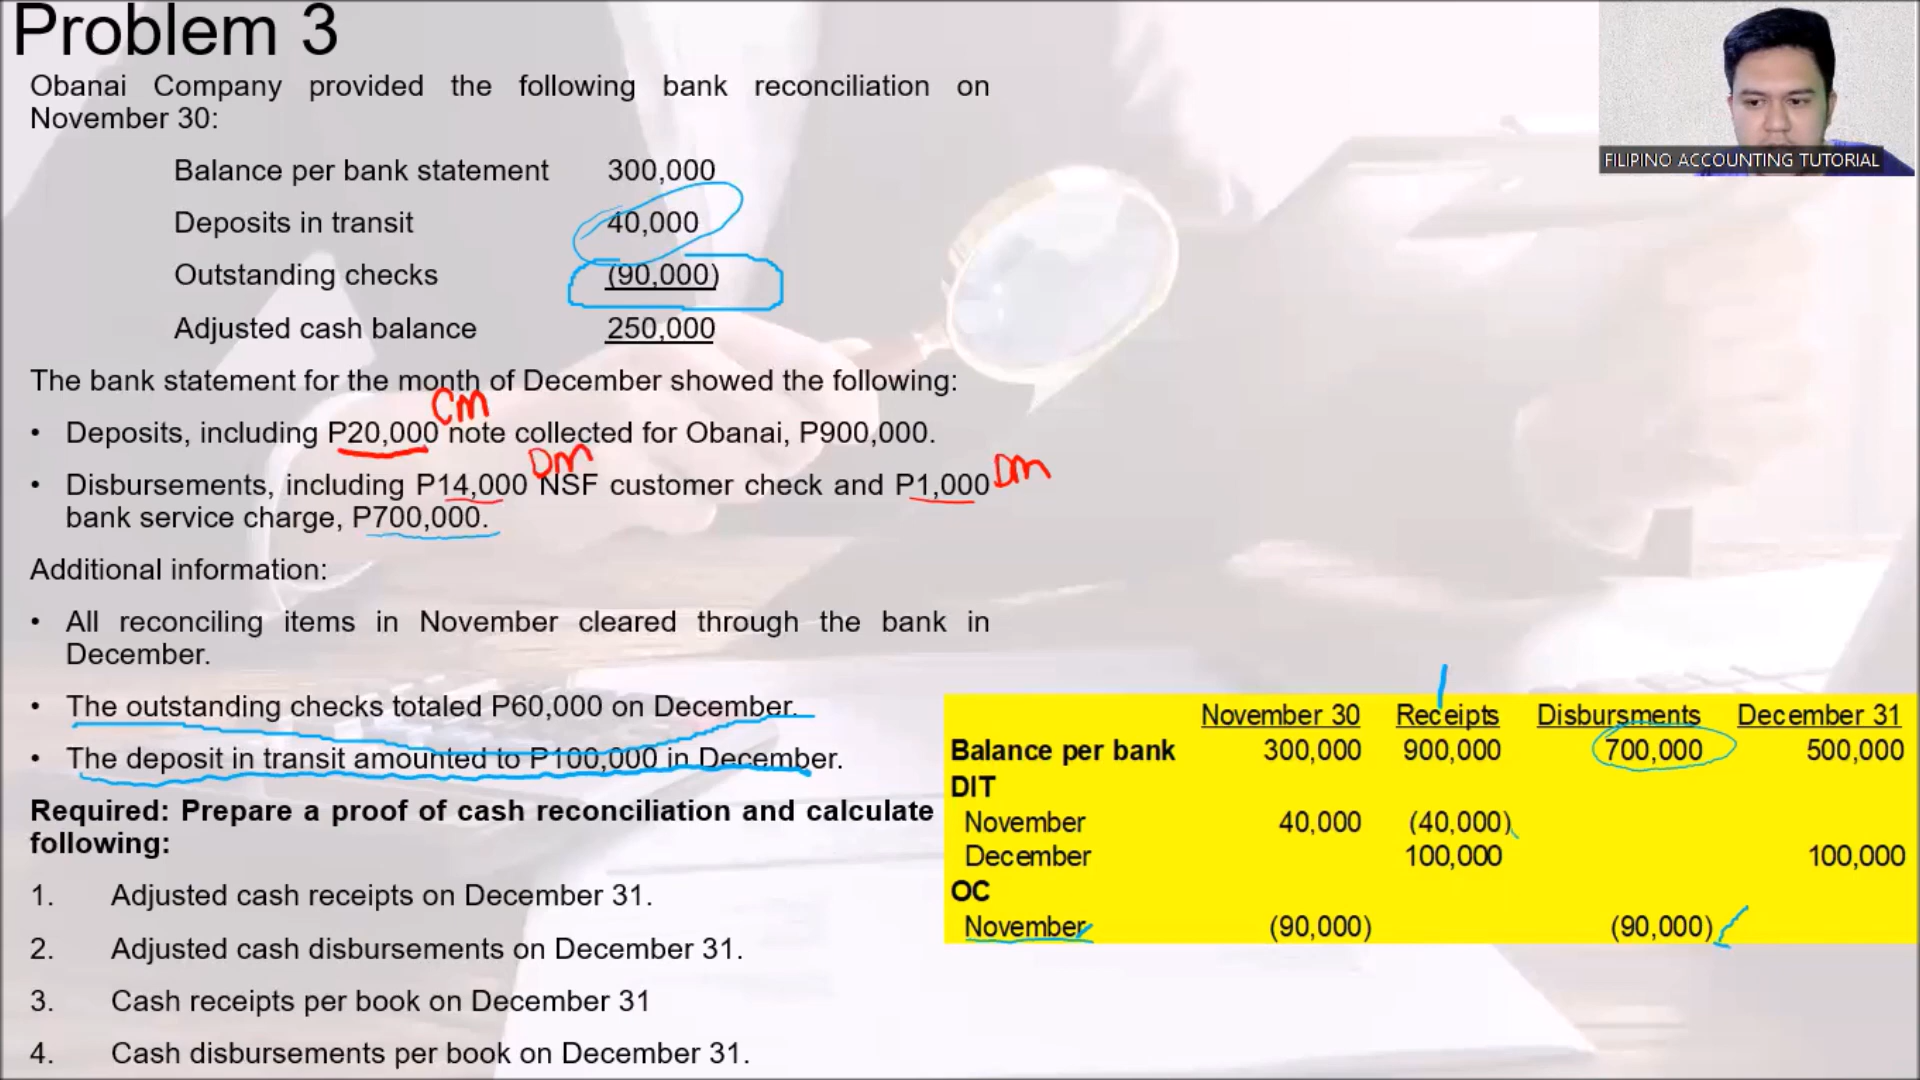 Problem 3
FILIPINO ACCOUNTING TUTORIAL
Obanai Company provided the following bank reconciliation on
November 30:
Balance per bank statement 300,000
Deposits in transit 40,000
Outstanding checks (90,000)
Adjusted cash balance 250,000
The bank statement for the month of December showed the following:
CM
• Deposits, including P20,000 note collected for Obanai, P900,000.
DM
DM
• Disbursements, including P14,000 NSF customer check and P1,000
bank service charge, P700,000.
Additional information:
• All reconciling items in November cleared through the bank in
December.
• The outstanding checks totaled P60,000 on December.
• The deposit in transit amounted to P100,000 in December.
Required: Prepare a proof of cash reconciliation and calculate
following:
1. Adjusted cash receipts on December 31.
2. Adjusted cash disbursements on December 31.
3. Cash receipts per book on December 31
4. Cash disbursements per book on December 31.
November 30 Receipts Disbursments December 31
Balance per bank 300,000 900,000 700,000 500,000
DIT
November 40,000 (40,000)
December 100,000 100,000
OC
November (90,000) (90,000)